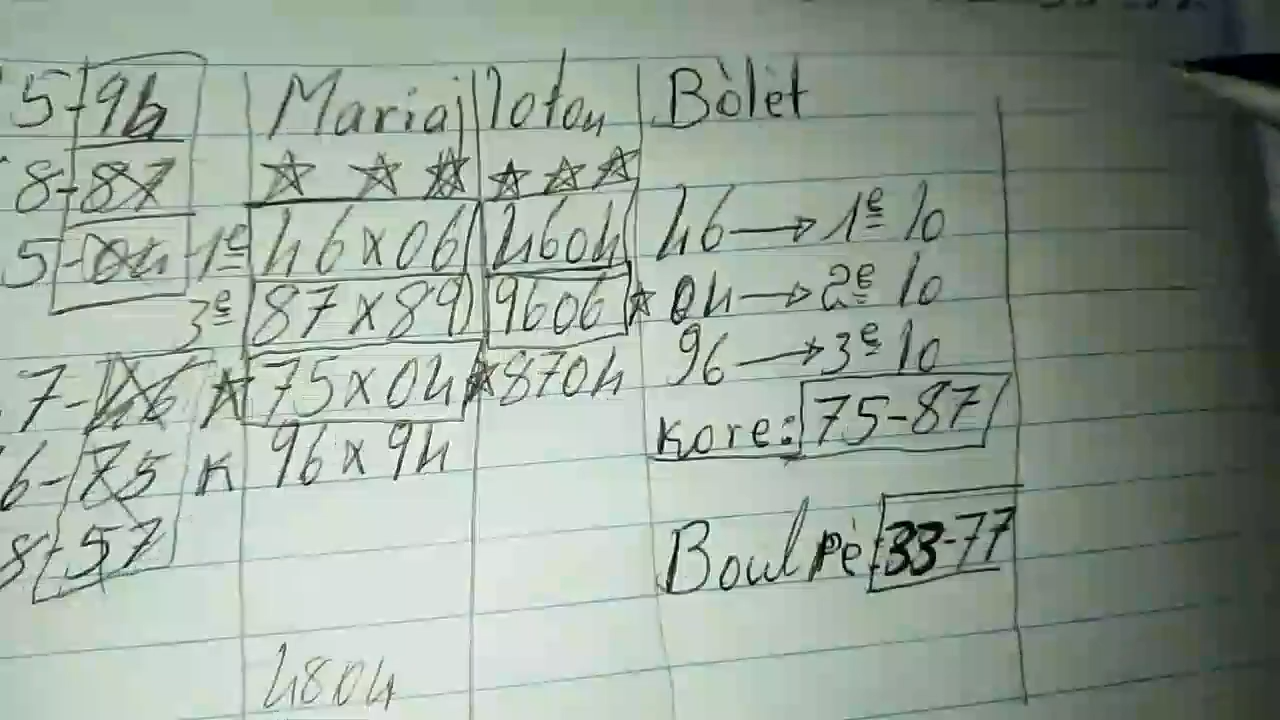 5-96 Mariaj loto4 Bòlèt
8-87
5-04 1e 46x06 4604 46→1e lo
3e 87x89 9606 04→2e lo
7-46 75x04 8704 96→3e lo
6-75 K 96x94 Kore: 75-87
8-57 Boul Pè 33-77
4804